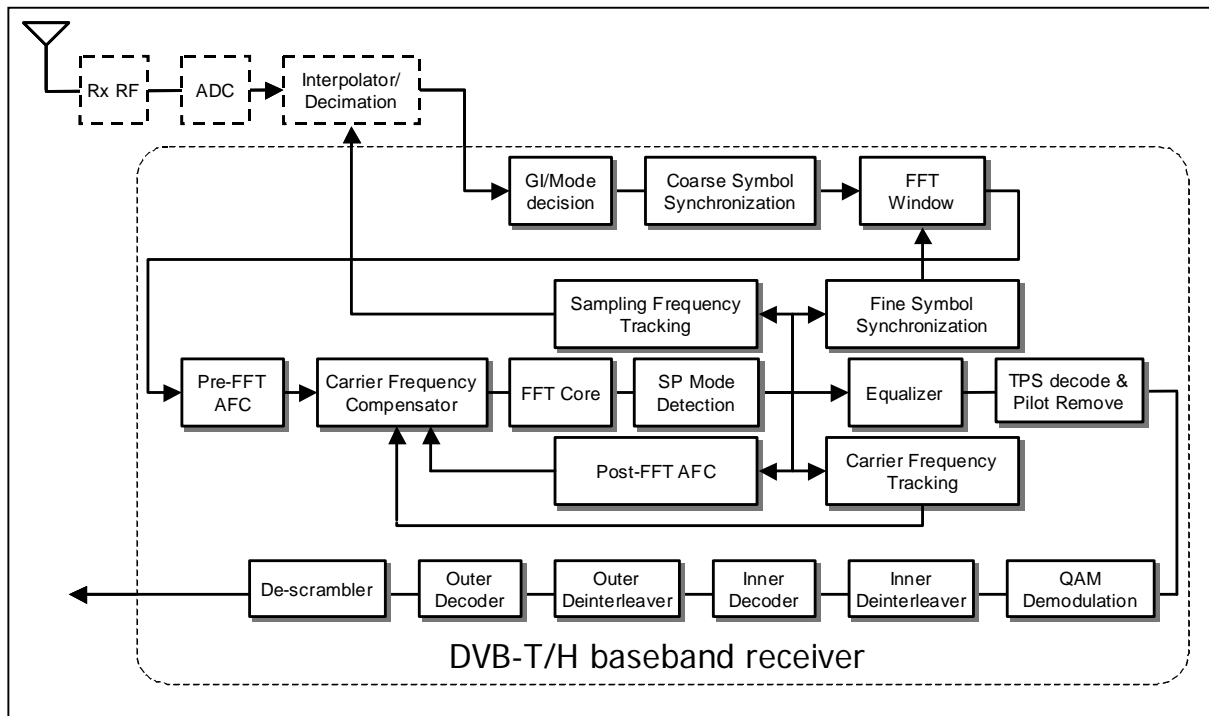 Rx RF
ADC
Interpolator/
Decimation
GI/Mode
decision
Coarse Symbol
Synchronization
FFT
Window
Sampling Frequency
Tracking
Fine Symbol
Synchronization
Pre-FFT
AFC
Carrier Frequency
Compensator
FFT Core
SP Mode
Detection
Equalizer
TPS decode &
Pilot Remove
Post-FFT AFC
Carrier Frequency
Tracking
De-scrambler
Outer
Decoder
Outer
Deinterleaver
Inner
Decoder
Inner
Deinterleaver
QAM
Demodulation
DVB-T/H baseband receiver